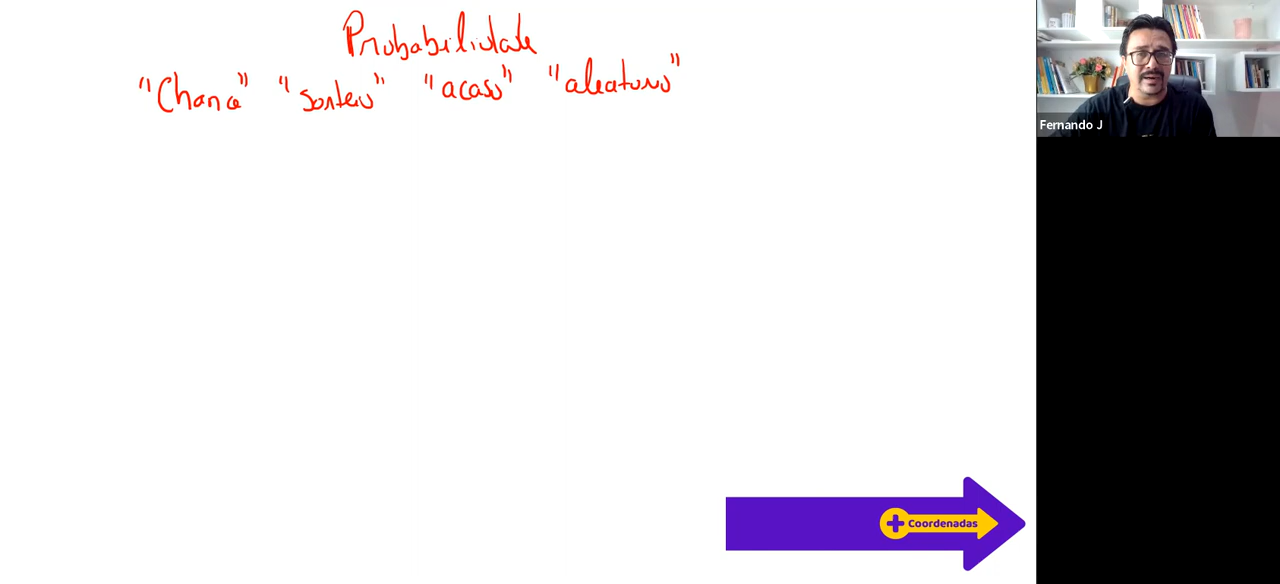 Probabilidade
"Chance" "sorteio" "acaso" "aleatório"
Fernando J
+ Coordenadas